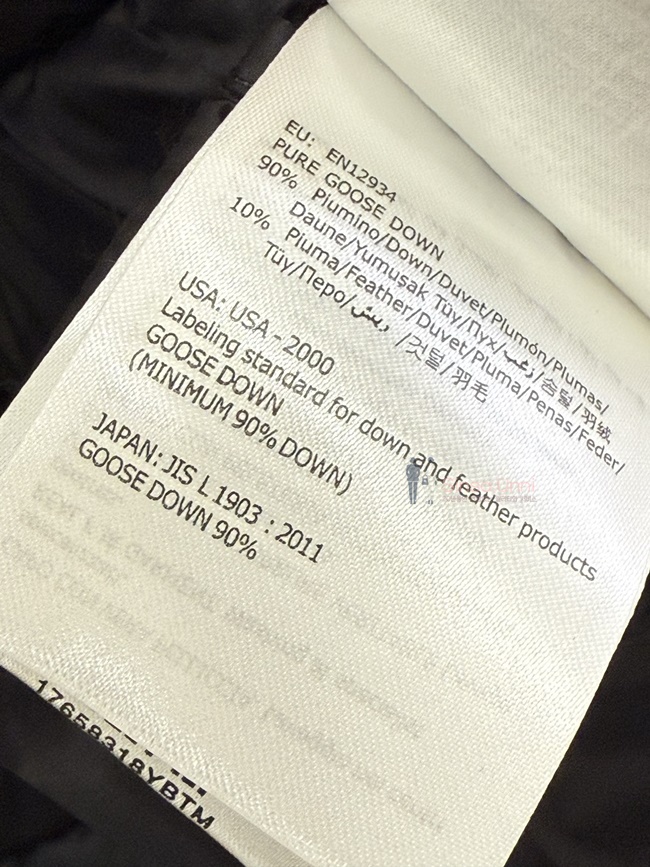 EU: EN12934
PURE GOOSE DOWN
90% Piumino/Down/Duvet/Plumón/Plumas/
Daune/Yumuşak Tüy/Пух/زغب/솜털/羽绒
10% Piuma/Feather/Duvet/Pluma/Penas/Feder/
Tüy/Перо/ريش/깃털/羽毛
USA: USA - 2000
Labeling standard for down and feather products
GOOSE DOWN
(MINIMUM 90% DOWN)
JAPAN: JIS L 1903 : 2011
GOOSE DOWN 90%
17658318YBTM